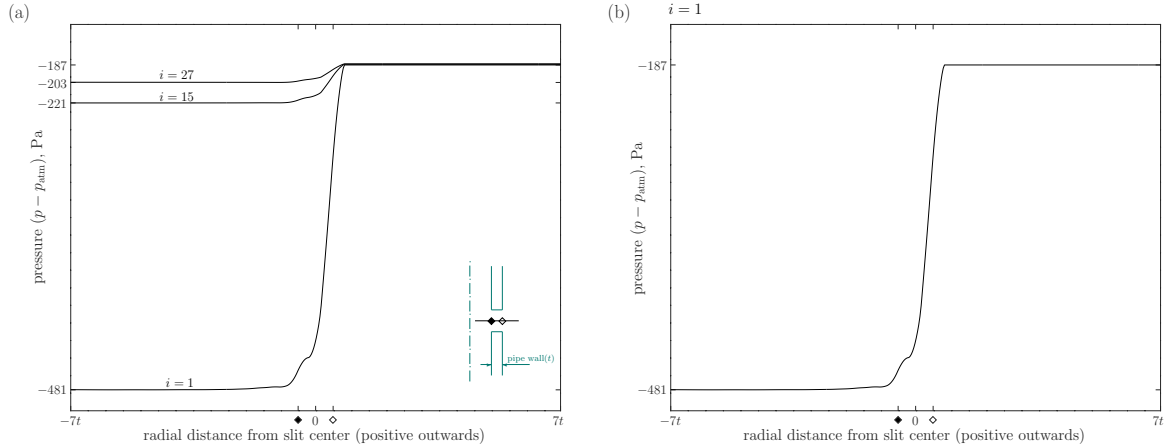 (a)
−187
−203
−221
−481
i = 27
i = 15
i = 1
pressure (p − p_atm), Pa
pipe wall(t)
−7t
0
7t
radial distance from slit center (positive outwards)
(b)
i = 1
−187
−481
pressure (p − p_atm), Pa
−7t
0
7t
radial distance from slit center (positive outwards)